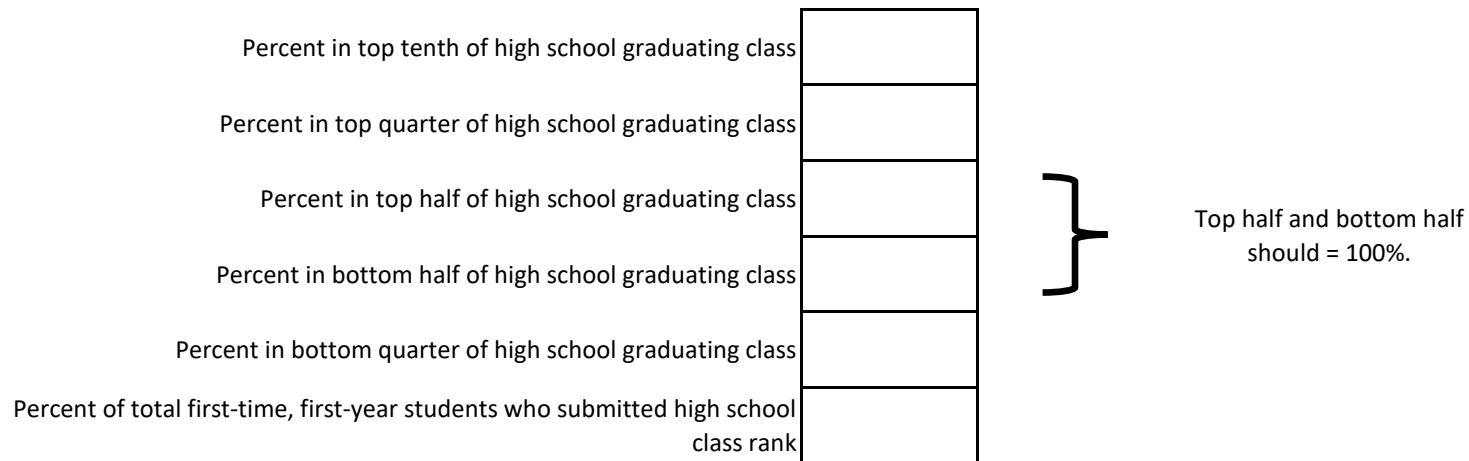 Percent in top tenth of high school graduating class
Percent in top quarter of high school graduating class
Percent in top half of high school graduating class
Top half and bottom half
should = 100%.
Percent in bottom half of high school graduating class
Percent in bottom quarter of high school graduating class
Percent of total first-time, first-year students who submitted high school
class rank